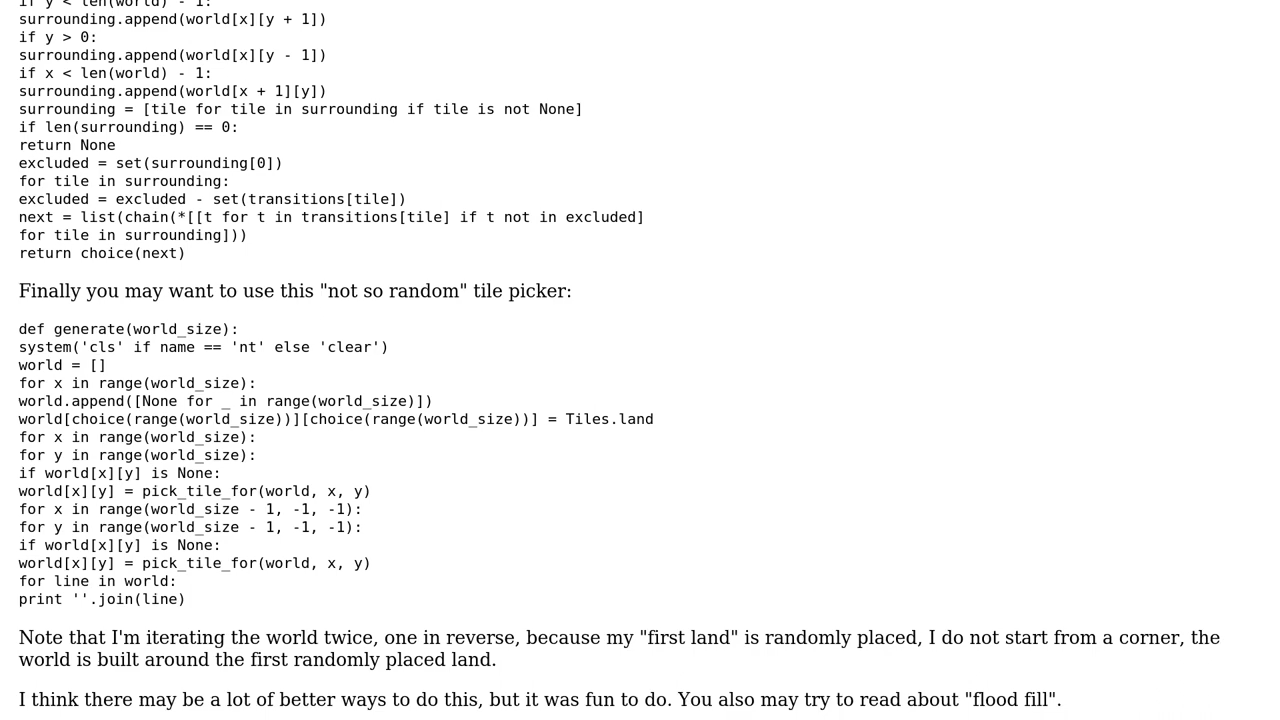 if y < len(world) - 1:
surrounding.append(world[x][y + 1])
if y > 0:
surrounding.append(world[x][y - 1])
if x < len(world) - 1:
surrounding.append(world[x + 1][y])
surrounding = [tile for tile in surrounding if tile is not None]
if len(surrounding) == 0:
return None
excluded = set(surrounding[0])
for tile in surrounding:
excluded = excluded - set(transitions[tile])
next = list(chain(*[[t for t in transitions[tile] if t not in excluded]
for tile in surrounding]))
return choice(next)
Finally you may want to use this "not so random" tile picker:
def generate(world_size):
system('cls' if name == 'nt' else 'clear')
world = []
for x in range(world_size):
world.append([None for _ in range(world_size)])
world[choice(range(world_size))][choice(range(world_size))] = Tiles.land
for x in range(world_size):
for y in range(world_size):
if world[x][y] is None:
world[x][y] = pick_tile_for(world, x, y)
for x in range(world_size - 1, -1, -1):
for y in range(world_size - 1, -1, -1):
if world[x][y] is None:
world[x][y] = pick_tile_for(world, x, y)
for line in world:
print ''.join(line)
Note that I'm iterating the world twice, one in reverse, because my "first land" is randomly placed, I do not start from a corner, the
world is built around the first randomly placed land.
I think there may be a lot of better ways to do this, but it was fun to do. You also may try to read about "flood fill".